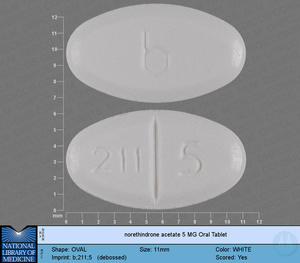 b
211 5
12
11
10
9
8
7
6
5
4
3
2
1
0
mm
0 1 2 3 4 5 6 7 8 9 10 11 12
norethindrone acetate 5 MG Oral Tablet
NATIONAL
LIBRARY OF
MEDICINE
Shape: OVAL Size: 11mm Color: WHITE
Imprint: b;211;5 (debossed) Scored: Yes